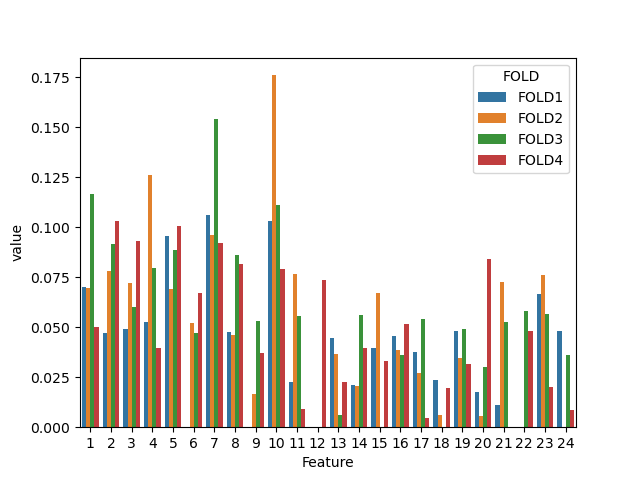 FOLD
FOLD1
FOLD2
FOLD3
FOLD4
0.175
0.150
0.125
0.100
0.075
0.050
0.025
0.000
value
1 2 3 4 5 6 7 8 9 10 11 12 13 14 15 16 17 18 19 20 21 22 23 24
Feature